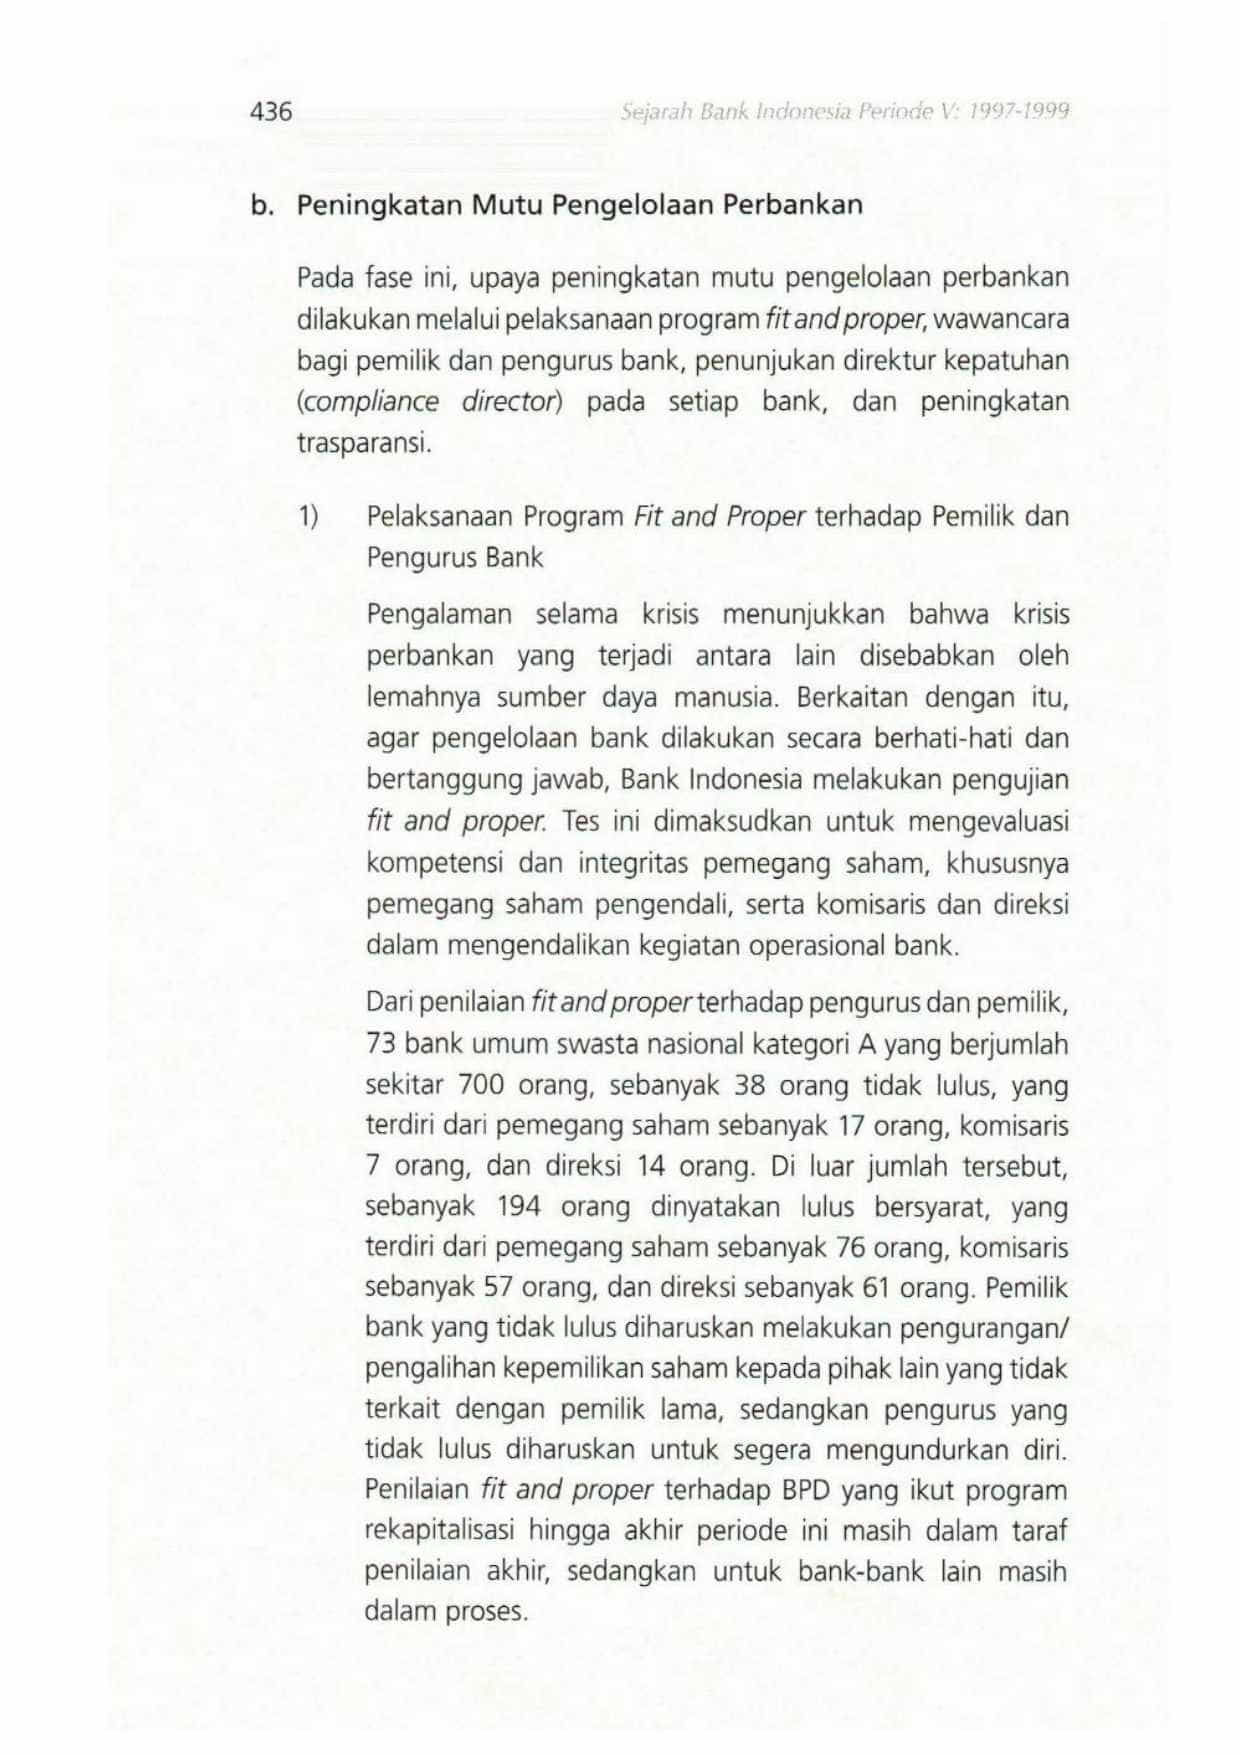 436
Sejarah Bank Indonesia Periode V: 1997-1999
b. Peningkatan Mutu Pengelolaan Perbankan
Pada fase ini, upaya peningkatan mutu pengelolaan perbankan
dilakukan melalui pelaksanaan program fit and proper, wawancara
bagi pemilik dan pengurus bank, penunjukan direktur kepatuhan
(compliance director) pada setiap bank, dan peningkatan
trasparansi.
1) Pelaksanaan Program Fit and Proper terhadap Pemilik dan
Pengurus Bank
Pengalaman selama krisis menunjukkan bahwa krisis
perbankan yang terjadi antara lain disebabkan oleh
lemahnya sumber daya manusia. Berkaitan dengan itu,
agar pengelolaan bank dilakukan secara berhati-hati dan
bertanggung jawab, Bank Indonesia melakukan pengujian
fit and proper. Tes ini dimaksudkan untuk mengevaluasi
kompetensi dan integritas pemegang saham, khususnya
pemegang saham pengendali, serta komisaris dan direksi
dalam mengendalikan kegiatan operasional bank.
Dari penilaian fit and proper terhadap pengurus dan pemilik,
73 bank umum swasta nasional kategori A yang berjumlah
sekitar 700 orang, sebanyak 38 orang tidak lulus, yang
terdiri dari pemegang saham sebanyak 17 orang, komisaris
7 orang, dan direksi 14 orang. Di luar jumlah tersebut,
sebanyak 194 orang dinyatakan lulus bersyarat, yang
terdiri dari pemegang saham sebanyak 76 orang, komisaris
sebanyak 57 orang, dan direksi sebanyak 61 orang. Pemilik
bank yang tidak lulus diharuskan melakukan pengurangan/
pengalihan kepemilikan saham kepada pihak lain yang tidak
terkait dengan pemilik lama, sedangkan pengurus yang
tidak lulus diharuskan untuk segera mengundurkan diri.
Penilaian fit and proper terhadap BPD yang ikut program
rekapitalisasi hingga akhir periode ini masih dalam taraf
penilaian akhir, sedangkan untuk bank-bank lain masih
dalam proses.